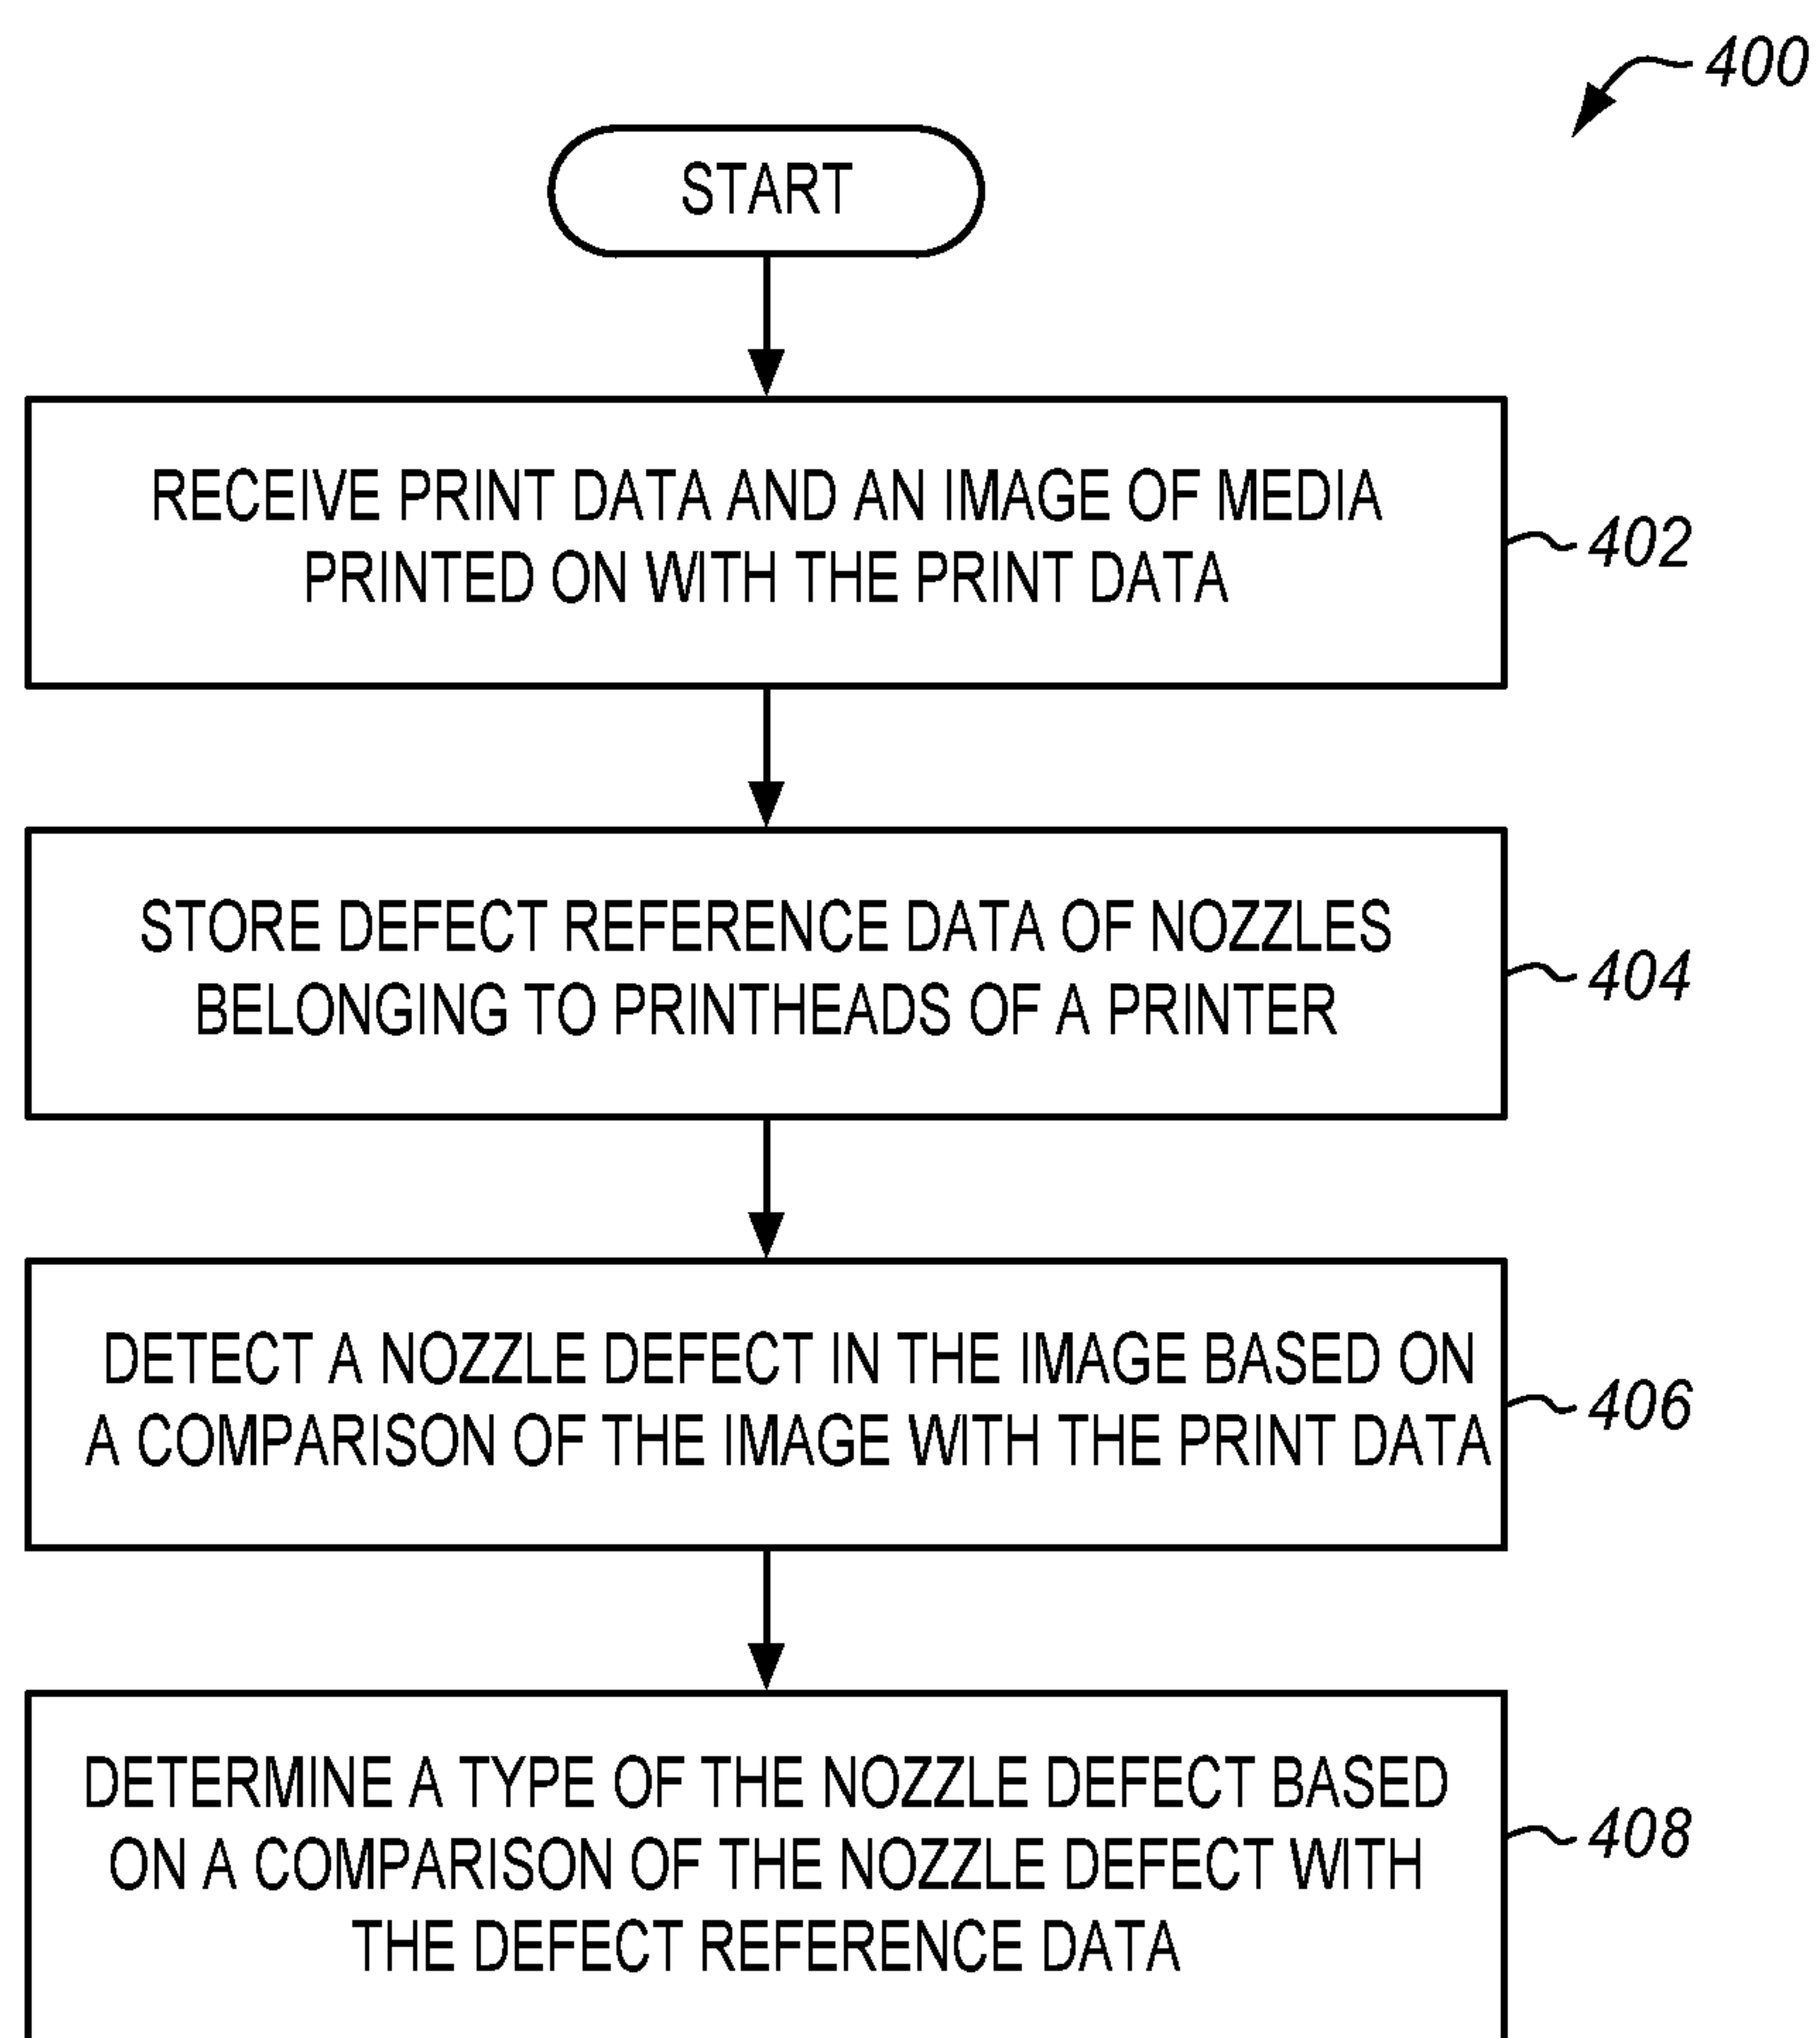 400
START
RECEIVE PRINT DATA AND AN IMAGE OF MEDIA
PRINTED ON WITH THE PRINT DATA
402
STORE DEFECT REFERENCE DATA OF NOZZLES
BELONGING TO PRINTHEADS OF A PRINTER
404
DETECT A NOZZLE DEFECT IN THE IMAGE BASED ON
A COMPARISON OF THE IMAGE WITH THE PRINT DATA
406
DETERMINE A TYPE OF THE NOZZLE DEFECT BASED
ON A COMPARISON OF THE NOZZLE DEFECT WITH
THE DEFECT REFERENCE DATA
408